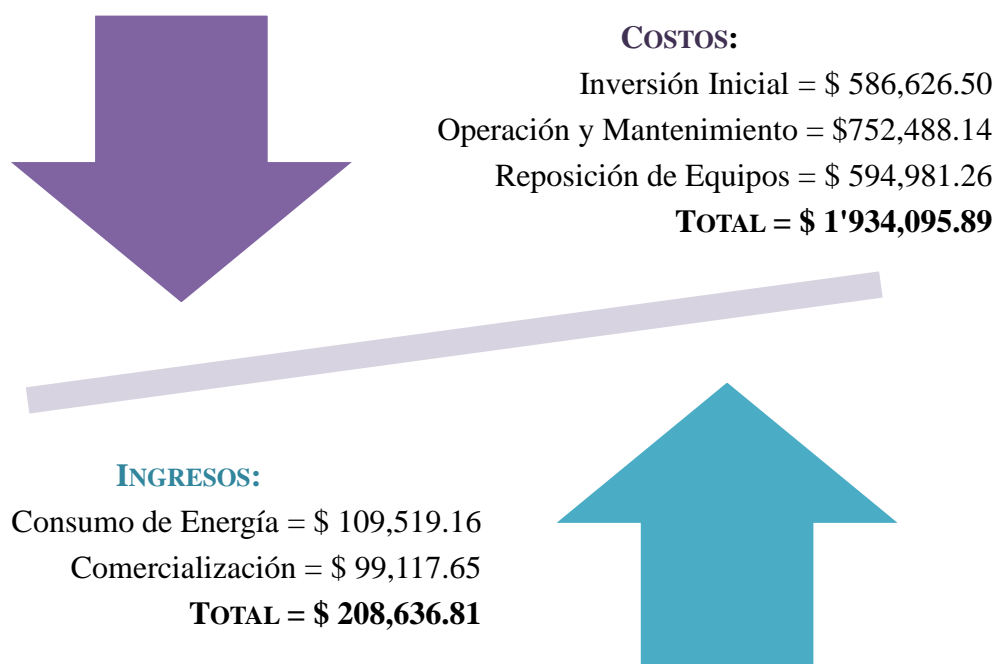 COSTOS:
Inversión Inicial = $ 586,626.50
Operación y Mantenimiento = $752,488.14
Reposición de Equipos = $ 594,981.26
TOTAL = $ 1'934,095.89
INGRESOS:
Consumo de Energía = $ 109,519.16
Comercialización = $ 99,117.65
TOTAL = $ 208,636.81